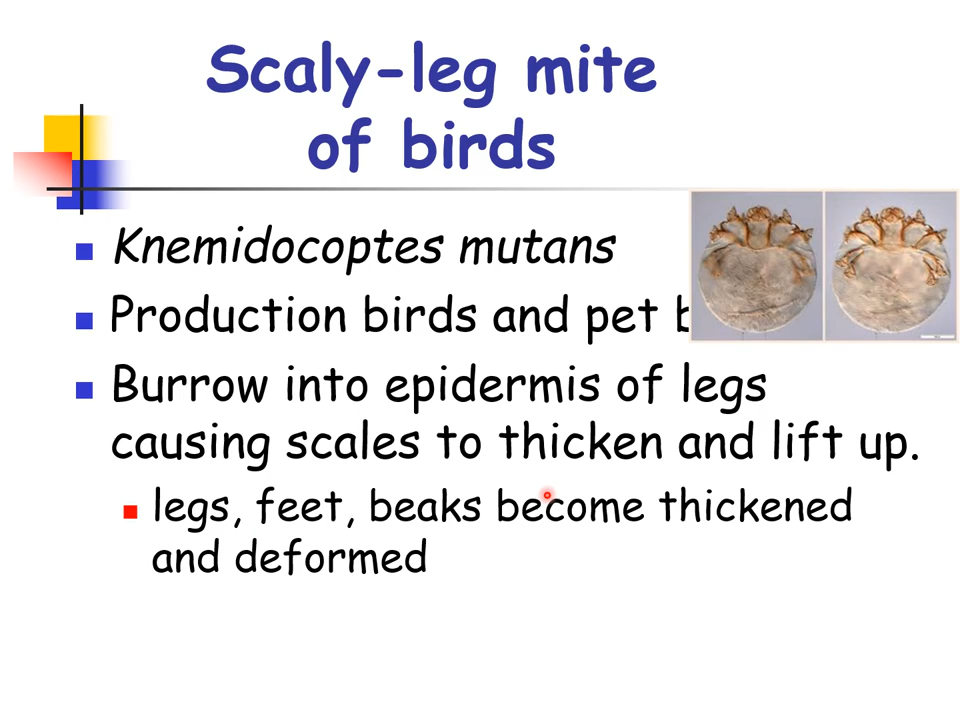 Scaly-leg mite
of birds
Knemidocoptes mutans
Production birds and pet
Burrow into epidermis of legs
causing scales to thicken and lift up.
legs, feet, beaks become thickened
and deformed